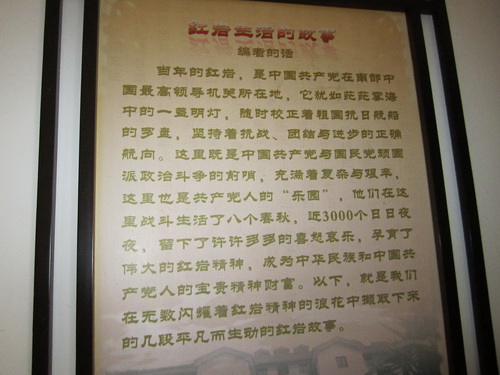 红岩生活的故事
编者的话
当年的红岩，是中国共产党在南部中
国最高领导机关所在地，它犹如茫茫雾海
中的一盏明灯，随时校正着祖国抗日航船
的罗盘，坚持着抗战、团结与进步的正确
航向。这里既是中国共产党与国民党顽固
派政治斗争的前哨，充满着复杂与艰辛，
这里也是共产党人的“乐园”，他们在这
里战斗生活了八个春秋，近3000个日日夜
夜，留下了许许多多的喜怒哀乐，孕育了
伟大的红岩精神，成为中华民族和中国共
产党人的宝贵精神财富。以下，就是我们
在无数闪耀着红岩精神的浪花中撷取下来
的几段平凡而生动的红岩故事。